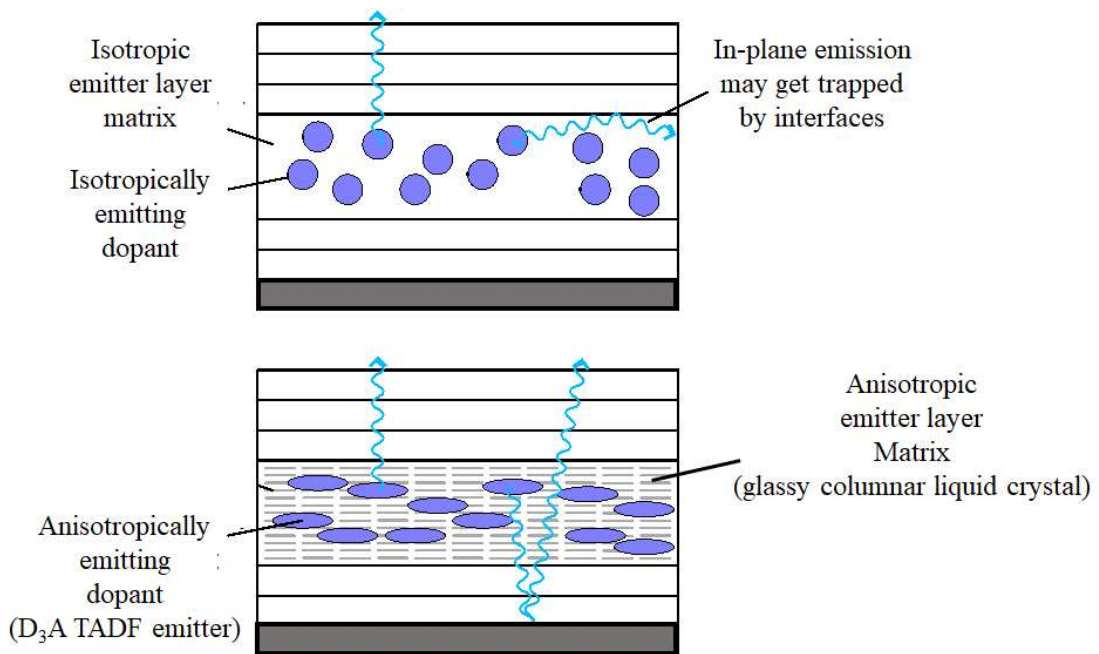 Isotropic
emitter layer
matrix
Isotropically
emitting
dopant
In-plane emission
may get trapped
by interfaces
Anisotropic
emitter layer
Matrix
(glassy columnar liquid crystal)
Anisotropically
emitting
dopant
(D₃A TADF emitter)